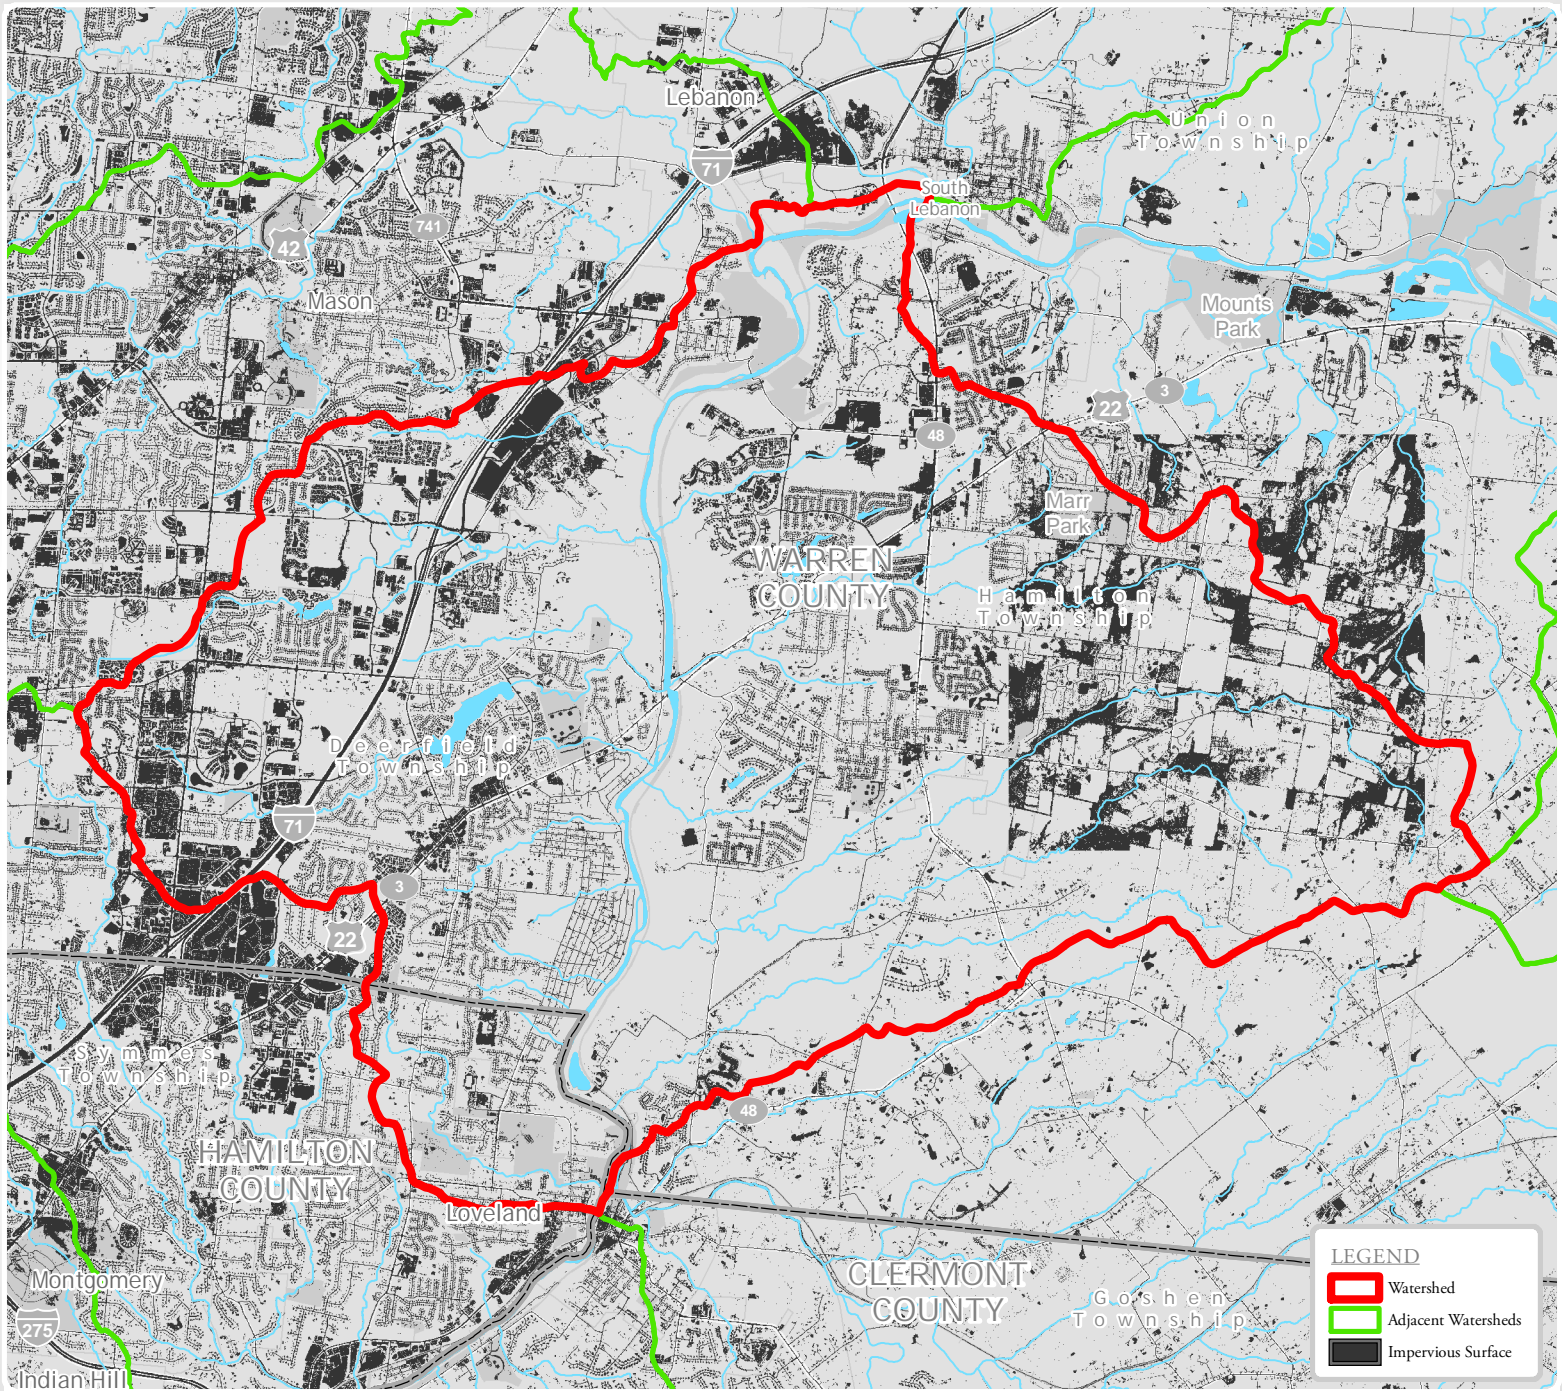 Lebanon
Union
Township
71
South
Lebanon
741
42
Mason
Mounts
Park
3
22
48
Marr
Park
WARREN
COUNTY
Hamilton
Township
Deerfield
Township
71
3
22
Symmes
Township
48
HAMILTON
COUNTY
Loveland
Montgomery
CLERMONT
COUNTY
Goshen
Township
275
Indian Hill
LEGEND
Watershed
Adjacent Watersheds
Impervious Surface